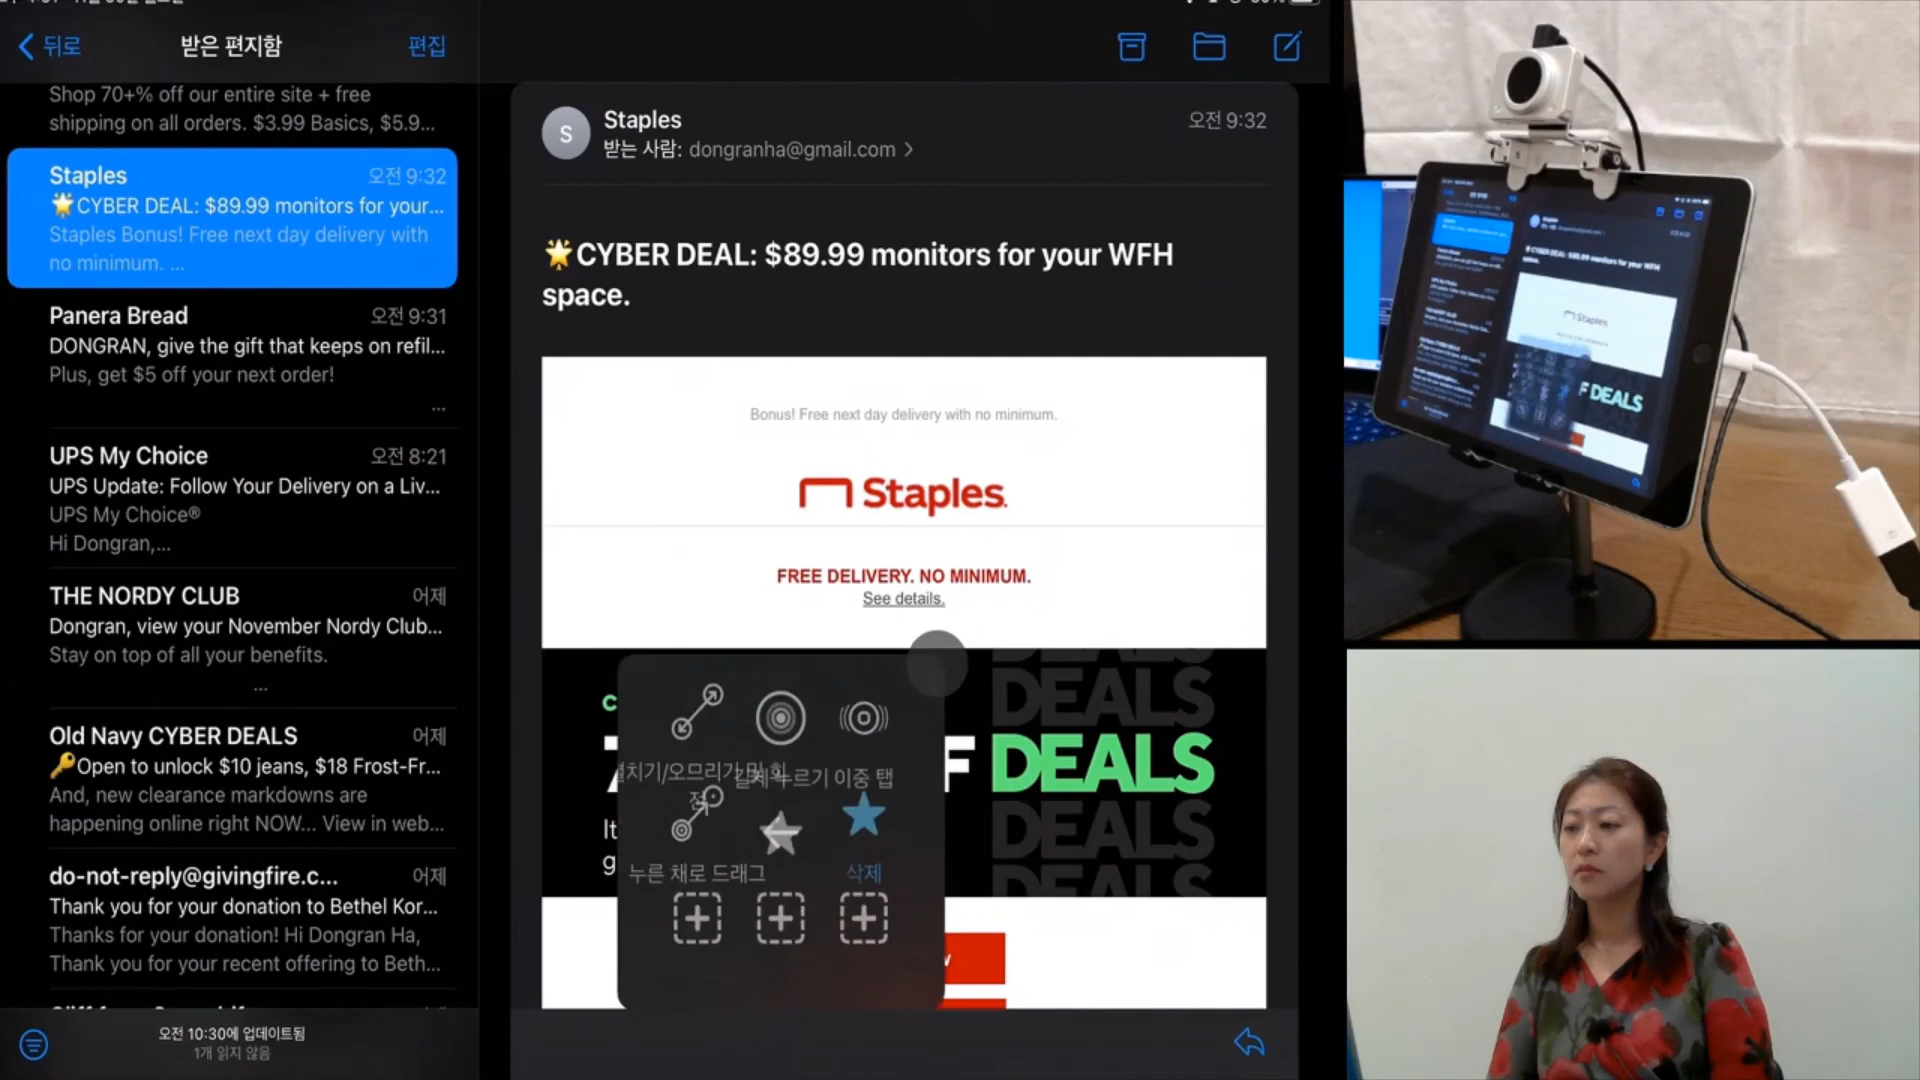 뒤로
받은 편지함
편집
Shop 70+% off our entire site + free
shipping on all orders. $3.99 Basics, $5.9...
Staples
오전 9:32
🌟CYBER DEAL: $89.99 monitors for your...
Staples Bonus! Free next day delivery with
no minimum. ...
Panera Bread
오전 9:31
DONGRAN, give the gift that keeps on refil...
Plus, get $5 off your next order!
...
UPS My Choice
오전 8:21
UPS Update: Follow Your Delivery on a Liv...
UPS My Choice®
Hi Dongran,...
THE NORDY CLUB
어제
Dongran, view your November Nordy Club...
Stay on top of all your benefits.
...
Old Navy CYBER DEALS
어제
🔑Open to unlock $10 jeans, $18 Frost-Fr...
And, new clearance markdowns are
happening online right NOW... View in web...
do-not-reply@givingfire.c...
어제
Thank you for your donation to Bethel Kor...
Thanks for your donation! Hi Dongran Ha,
Thank you for your recent offering to Beth...
오전 10:30에 업데이트됨
1개 읽지 않음
S
Staples
오전 9:32
받는 사람: dongranha@gmail.com
🌟CYBER DEAL: $89.99 monitors for your WFH
space.
Bonus! Free next day delivery with no minimum.
Staples.
FREE DELIVERY. NO MINIMUM.
See details.
DEALS
DEALS
DEALS
DEALS
이중 탭
누른 채로 드래그
삭제
Staples
DEALS